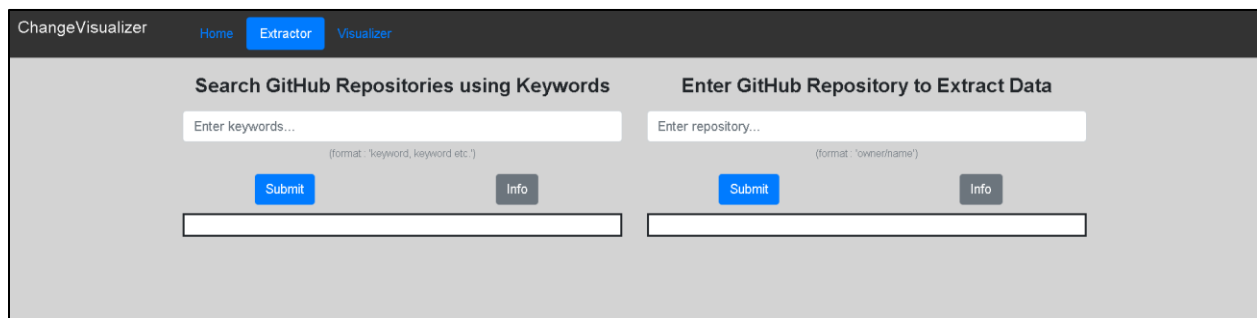 ChangeVisualizer
Home Extractor Visualizer
Search GitHub Repositories using Keywords
Enter keywords...
(format : 'keyword, keyword etc.')
Submit Info
Enter GitHub Repository to Extract Data
Enter repository...
(format : 'owner/name')
Submit Info